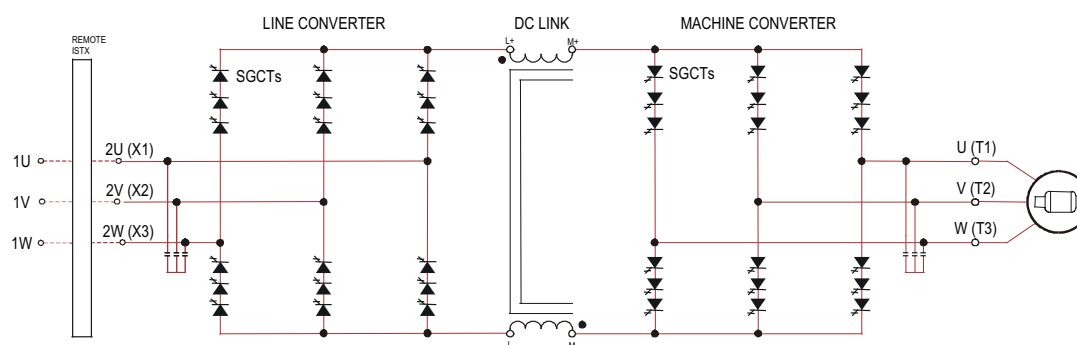 LINE CONVERTER
DC LINK
MACHINE CONVERTER
REMOTE
ISTX
L+
M+
SGCTs
SGCTs
1U
2U (X1)
U (T1)
1V
2V (X2)
V (T2)
1W
2W (X3)
W (T3)